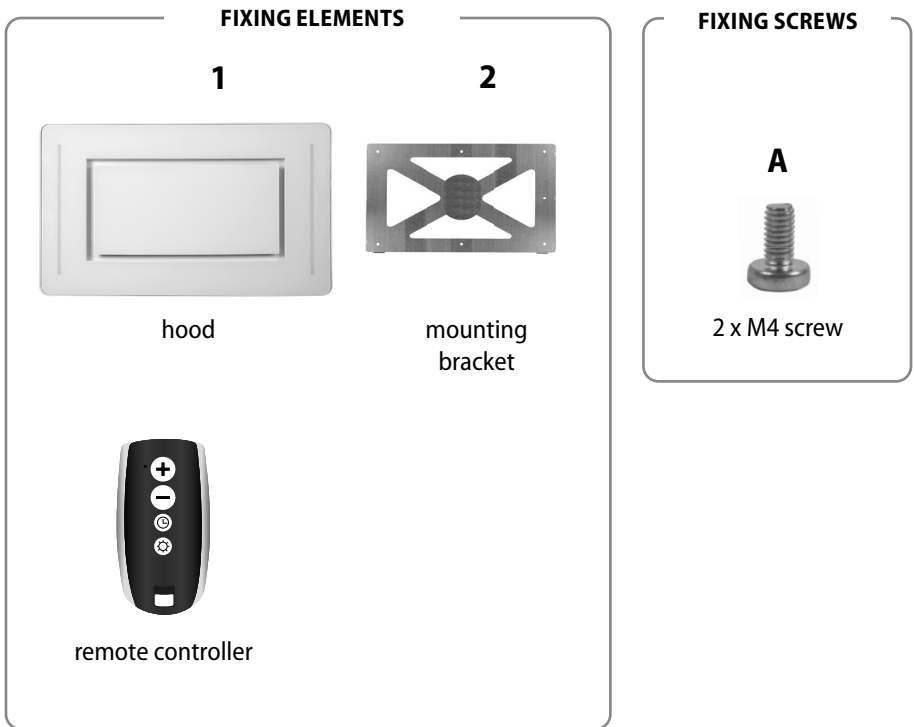 FIXING ELEMENTS
1
2
hood
mounting
bracket
remote controller
FIXING SCREWS
A
2 x M4 screw